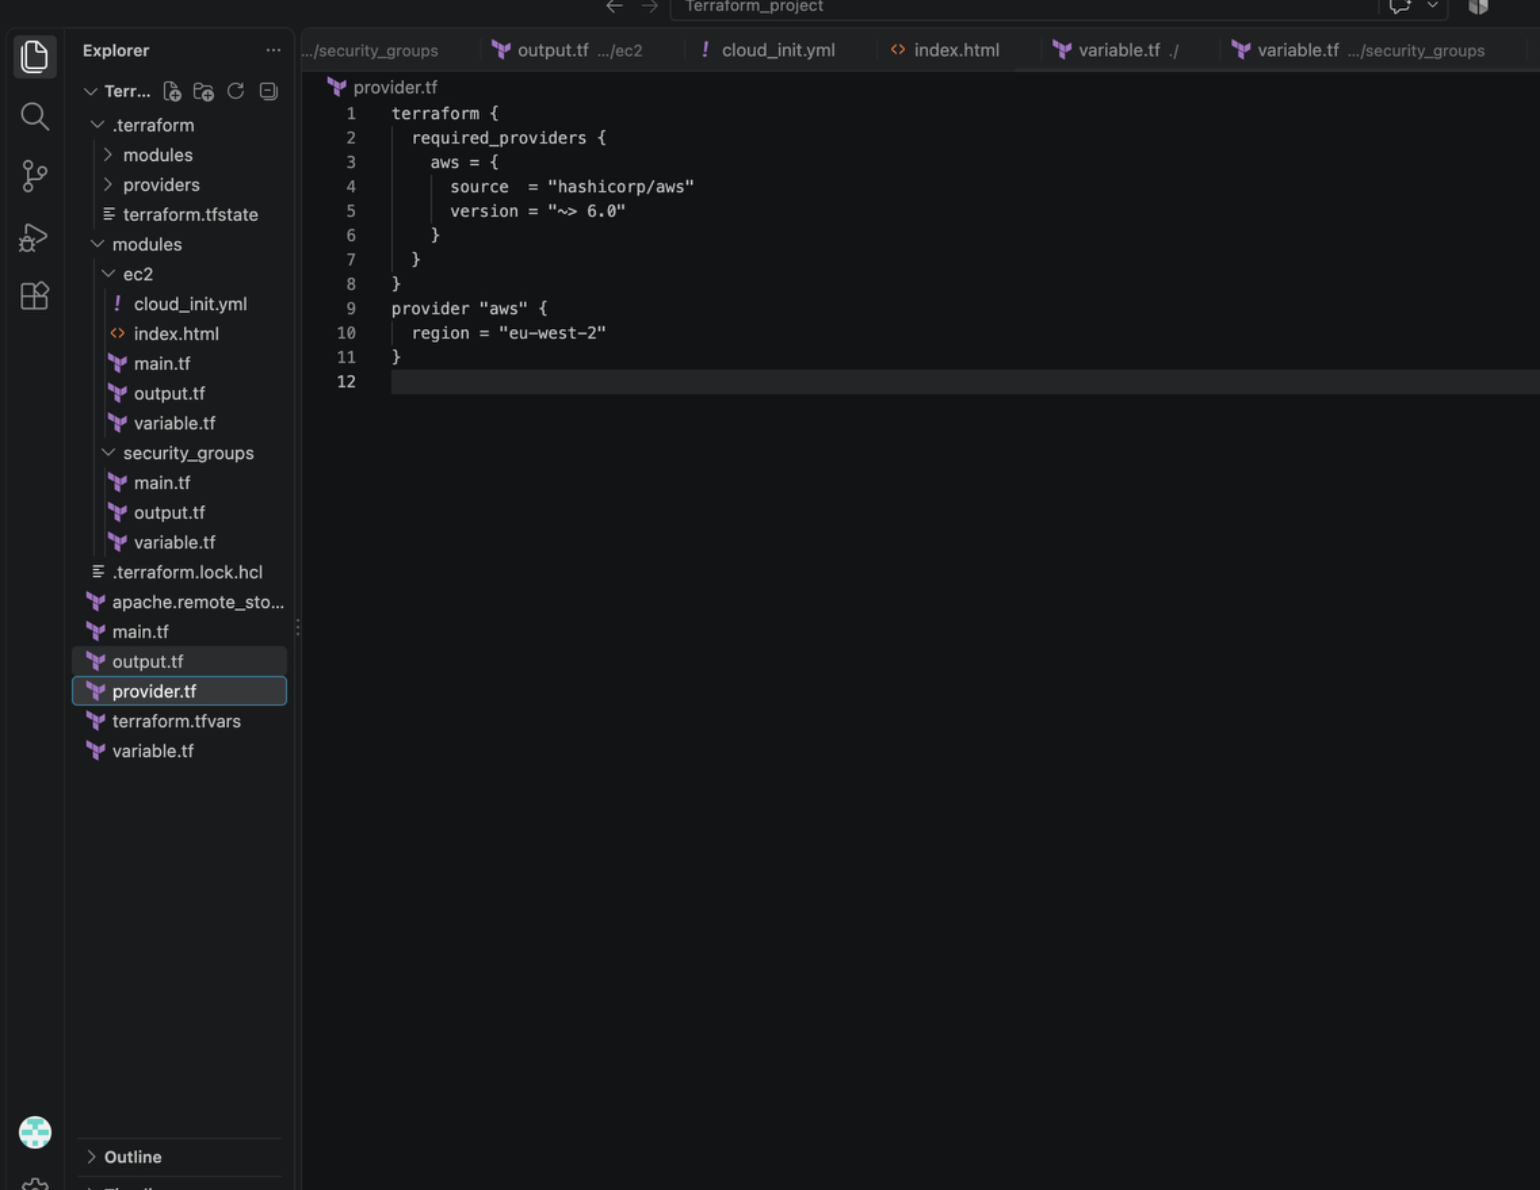 Terraform_project
Explorer
.../security_groups
output.tf .../ec2
! cloud_init.yml
<> index.html
variable.tf ./
variable.tf .../security_groups
Terr...
.terraform
modules
providers
terraform.tfstate
modules
ec2
! cloud_init.yml
<> index.html
main.tf
output.tf
variable.tf
security_groups
main.tf
output.tf
variable.tf
.terraform.lock.hcl
apache.remote_sto...
main.tf
output.tf
provider.tf
terraform.tfvars
variable.tf
Outline
provider.tf
1 terraform {
2 required_providers {
3 aws = {
4 source  = "hashicorp/aws"
5 version = "~> 6.0"
6 }
7 }
8 }
9 provider "aws" {
10 region = "eu-west-2"
11 }
12